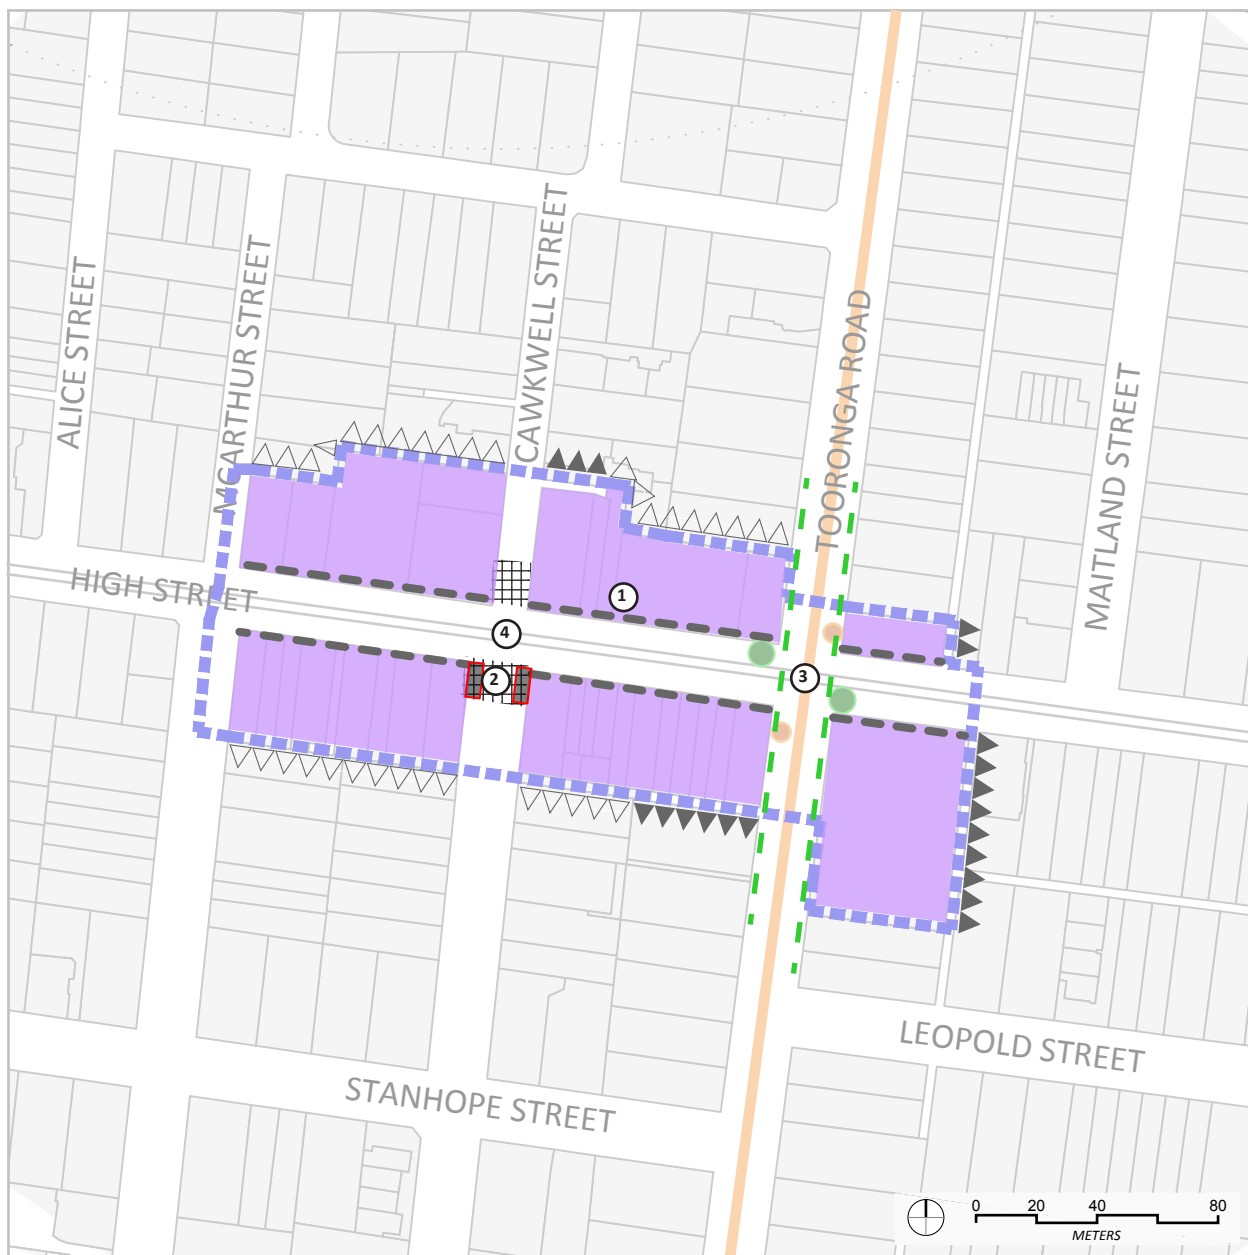 CAWKWELL STREET
MCARTHUR STREET
ALICE STREET
TOORONGA ROAD
MAITLAND STREET
HIGH STREET
1
4
2
3
LEOPOLD STREET
STANHOPE STREET
0 20 40 80
METERS